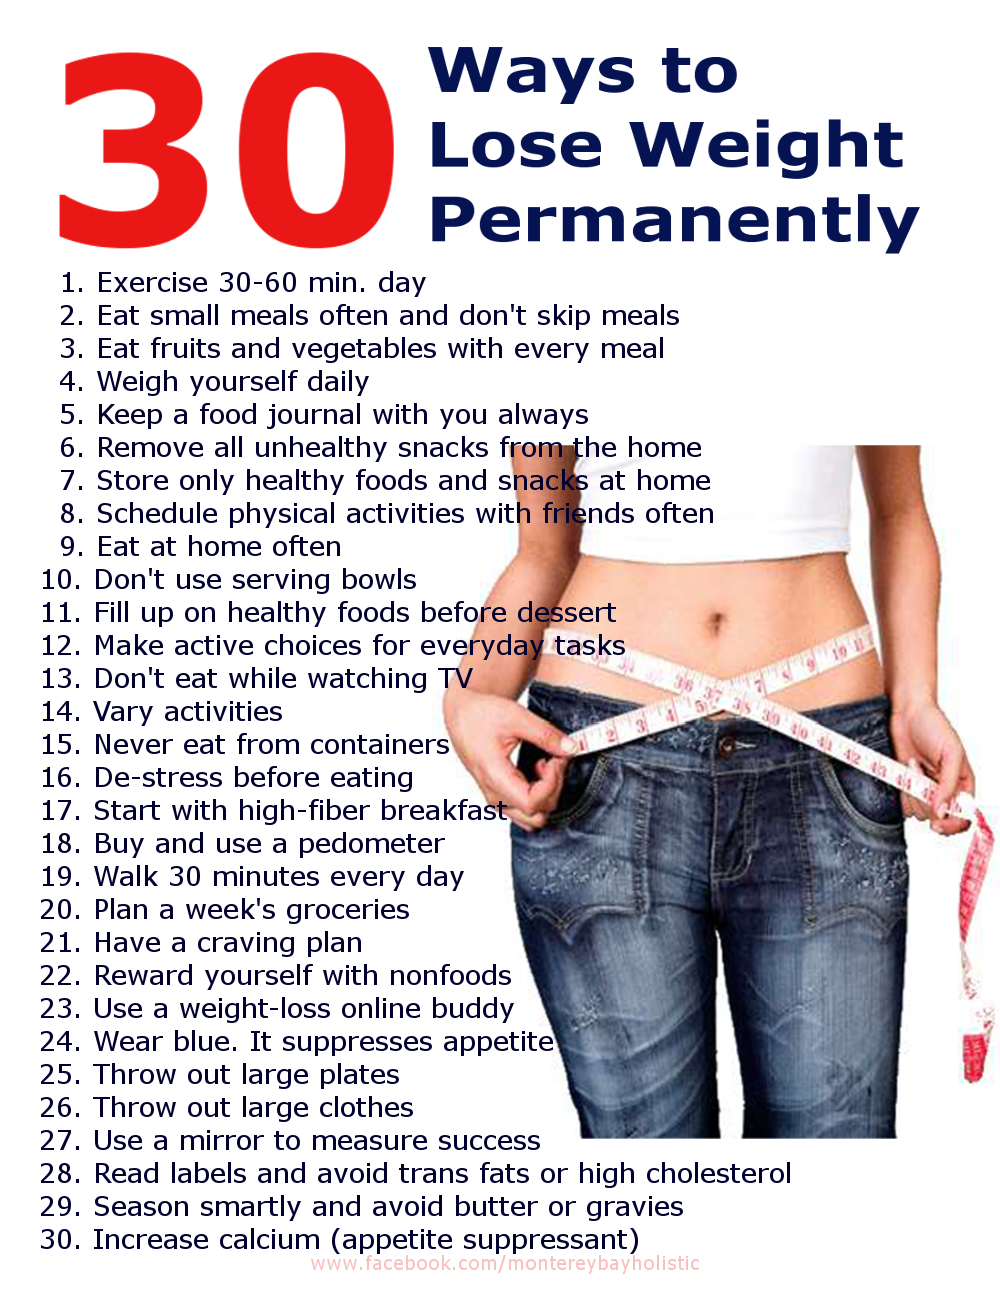 30
Ways to
Lose Weight
Permanently
1. Exercise 30-60 min. day
2. Eat small meals often and don't skip meals
3. Eat fruits and vegetables with every meal
4. Weigh yourself daily
5. Keep a food journal with you always
6. Remove all unhealthy snacks from the home
7. Store only healthy foods and snacks at home
8. Schedule physical activities with friends often
9. Eat at home often
10. Don't use serving bowls
11. Fill up on healthy foods before dessert
12. Make active choices for everyday tasks
13. Don't eat while watching TV
14. Vary activities
15. Never eat from containers
16. De-stress before eating
17. Start with high-fiber breakfast
18. Buy and use a pedometer
19. Walk 30 minutes every day
20. Plan a week's groceries
21. Have a craving plan
22. Reward yourself with nonfoods
23. Use a weight-loss online buddy
24. Wear blue. It suppresses appetite
25. Throw out large plates
26. Throw out large clothes
27. Use a mirror to measure success
28. Read labels and avoid trans fats or high cholesterol
29. Season smartly and avoid butter or gravies
30. Increase calcium (appetite suppressant)
www.facebook.com/montereybayholistic